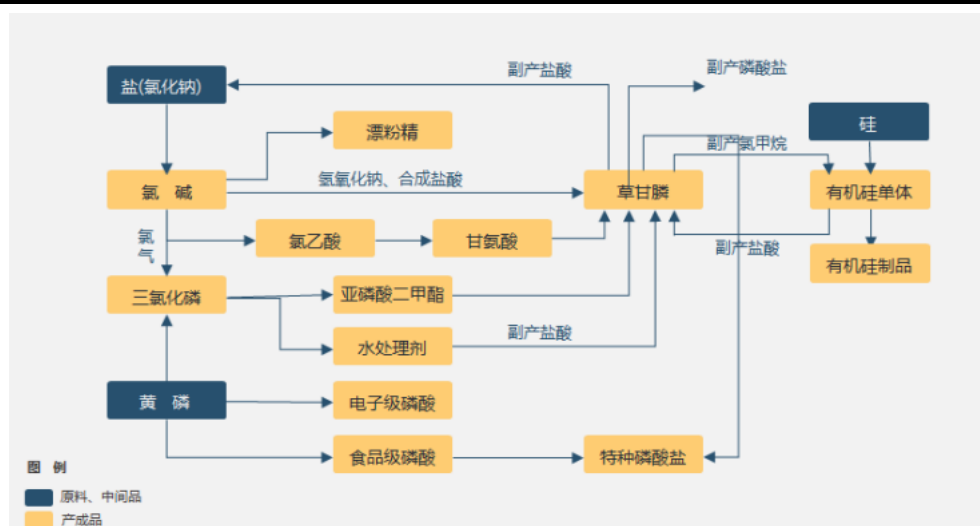 副产盐酸
副产磷酸盐
盐(氯化钠)
硅
漂粉精
副产氯甲烷
氢氧化钠、合成盐酸
氯 碱
草甘膦
有机硅单体
氯气
氯乙酸
甘氨酸
副产盐酸
有机硅制品
三氯化磷
亚磷酸二甲酯
水处理剂
副产盐酸
黄 磷
电子级磷酸
食品级磷酸
特种磷酸盐
图 例
原料、中间品
产成品